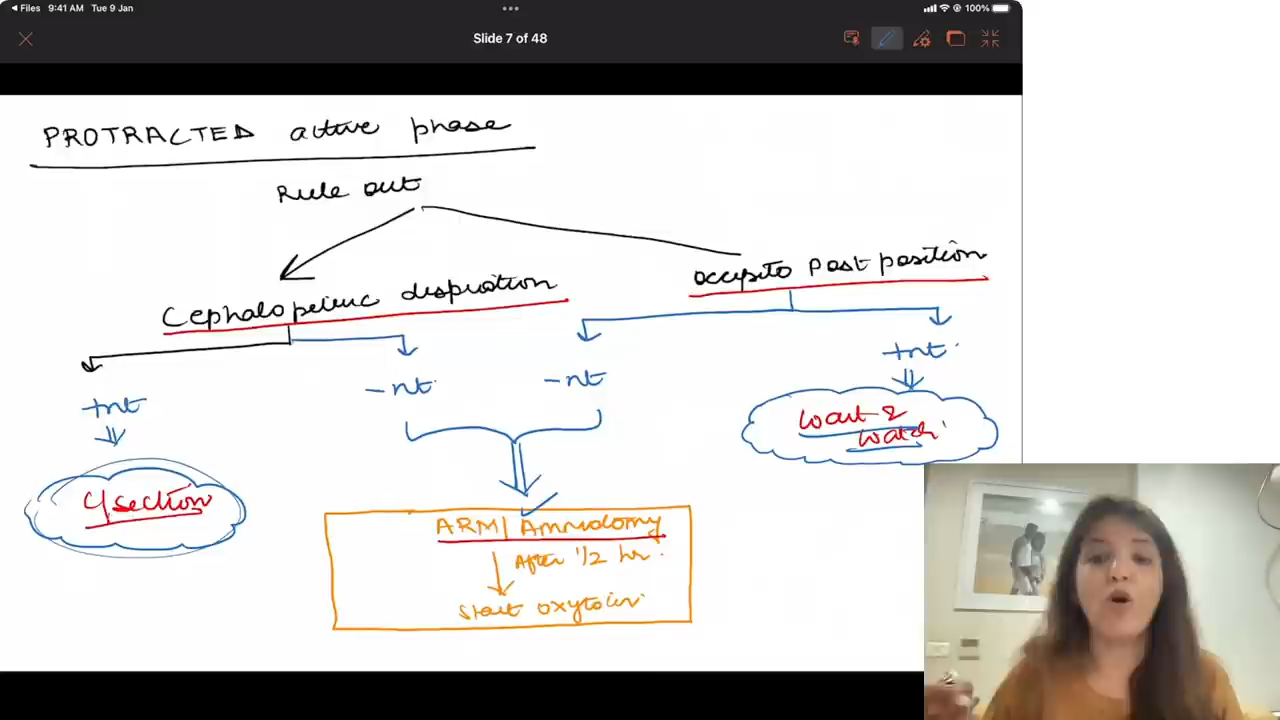 Files 9:41 AM Tue 9 Jan 100%
Slide 7 of 48
PROTRACTED active phase
Rule out
Cephalopelvic dispration
occipito Post position
+nt -nt -nt +nt
wait &
watch
C/section
ARM/ Amniotomy
After 1/2 hr.
Start oxytocin